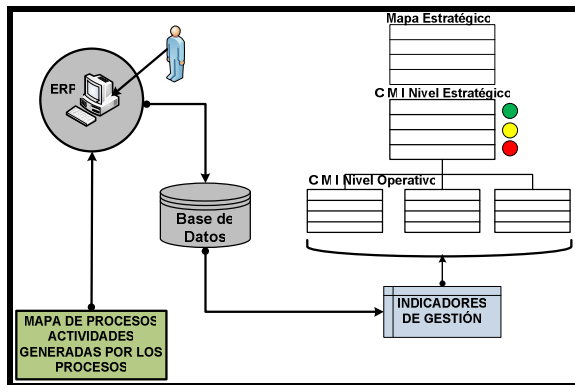 Mapa Estratégico
ERP
C M I Nivel Estratégico
C M I Nivel Operativo
Base de
Datos
INDICADORES
DE GESTIÓN
MAPA DE PROCESOS
ACTIVIDADES
GENERADAS POR LOS
PROCESOS